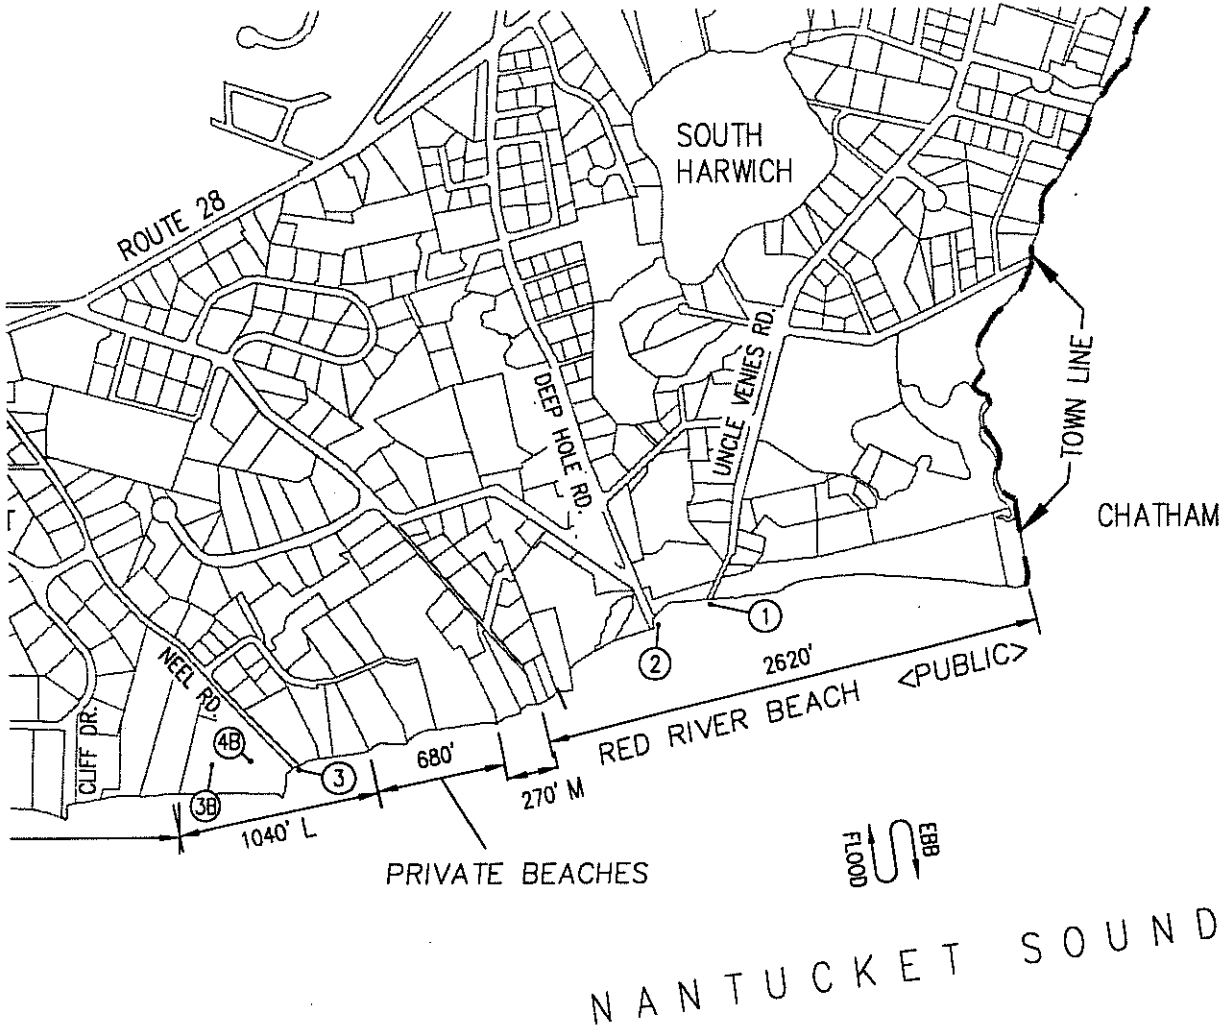 SOUTH
HARWICH
ROUTE 28
DEEP HOLE RD.
UNCLE VENIES RD.
TOWN LINE
CHATHAM
T
NEEL RD.
CLIFF DR.
4B
3B
3
2
1
2620'
RED RIVER BEACH <PUBLIC>
680'
270' M
1040' L
PRIVATE BEACHES
FLOOD
EBB
NANTUCKET SOUND